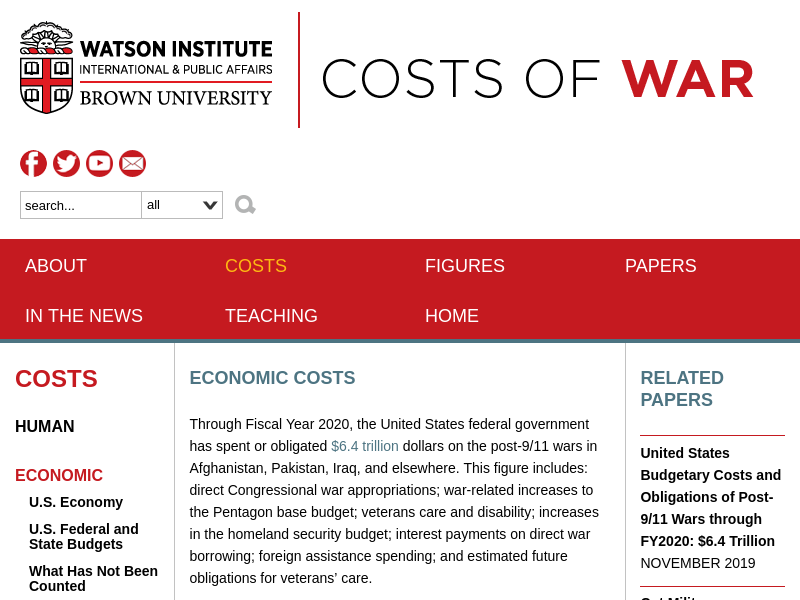 WATSON INSTITUTE
INTERNATIONAL & PUBLIC AFFAIRS
BROWN UNIVERSITY
COSTS OF WAR
search...
all
ABOUT
COSTS
FIGURES
PAPERS
IN THE NEWS
TEACHING
HOME
COSTS
HUMAN
ECONOMIC
U.S. Economy
U.S. Federal and
State Budgets
What Has Not Been
Counted
ECONOMIC COSTS
Through Fiscal Year 2020, the United States federal government
has spent or obligated $6.4 trillion dollars on the post-9/11 wars in
Afghanistan, Pakistan, Iraq, and elsewhere. This figure includes:
direct Congressional war appropriations; war-related increases to
the Pentagon base budget; veterans care and disability; increases
in the homeland security budget; interest payments on direct war
borrowing; foreign assistance spending; and estimated future
obligations for veterans’ care.
RELATED
PAPERS
United States
Budgetary Costs and
Obligations of Post-
9/11 Wars through
FY2020: $6.4 Trillion
NOVEMBER 2019